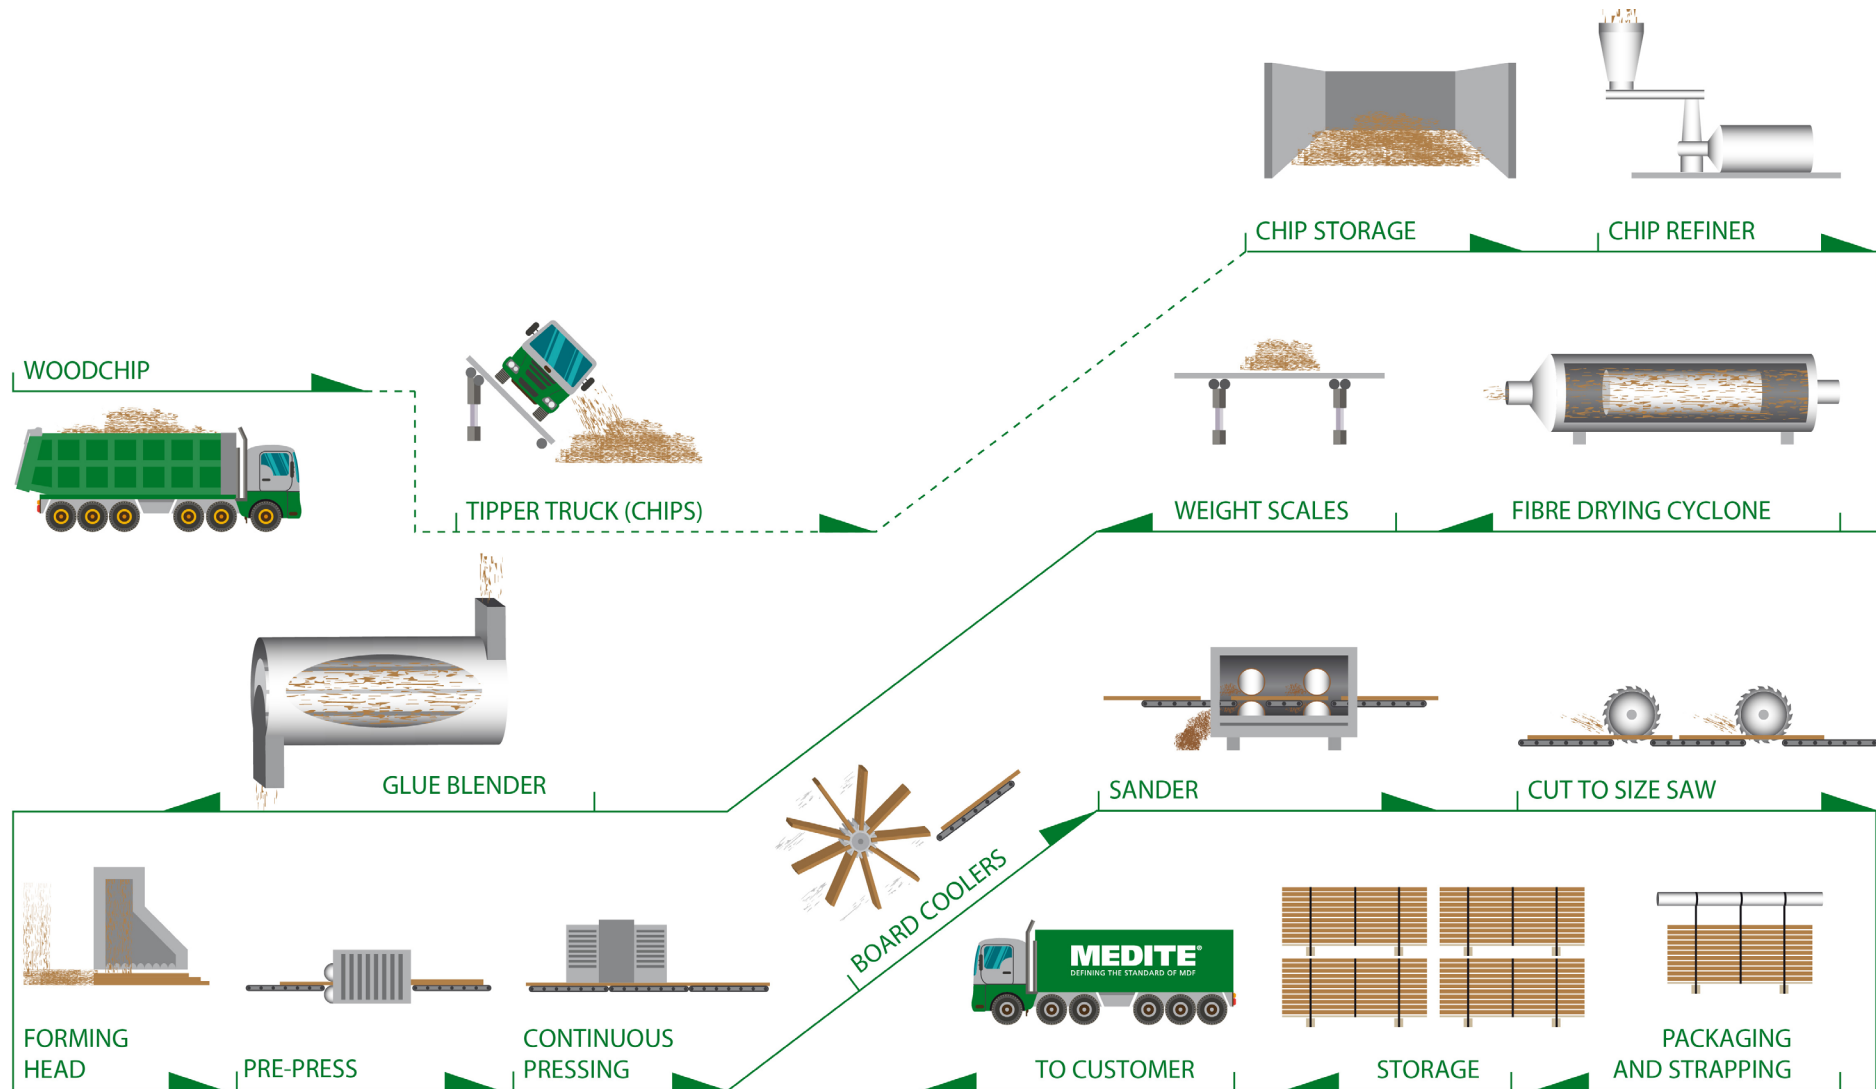 CHIP STORAGE
CHIP REFINER
WOODCHIP
TIPPER TRUCK (CHIPS)
WEIGHT SCALES
FIBRE DRYING CYCLONE
GLUE BLENDER
SANDER
CUT TO SIZE SAW
BOARD COOLERS
MEDITE®
DEFINING THE STANDARD OF MDF
FORMING
HEAD
PRE-PRESS
CONTINUOUS
PRESSING
TO CUSTOMER
STORAGE
PACKAGING
AND STRAPPING